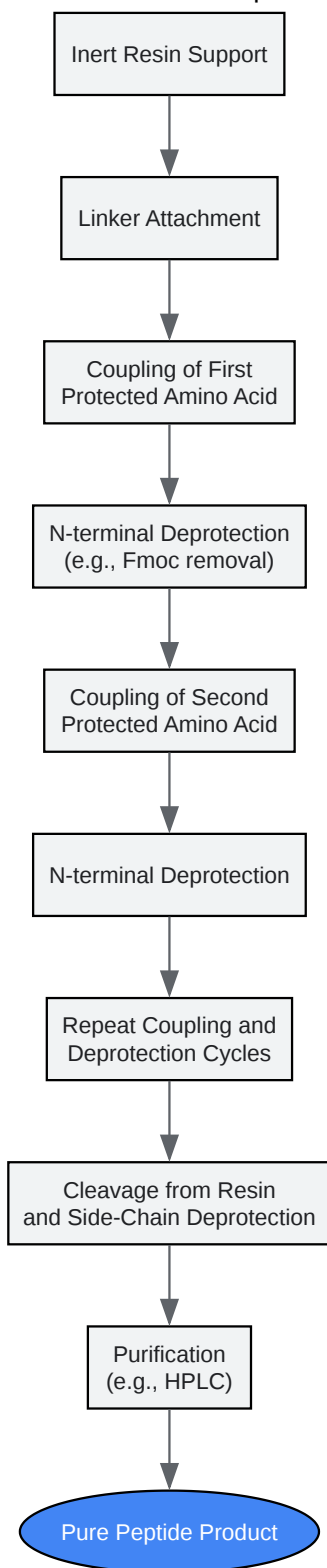 Inert Resin Support
Linker Attachment
Coupling of First
Protected Amino Acid
N-terminal Deprotection
(e.g., Fmoc removal)
Coupling of Second
Protected Amino Acid
N-terminal Deprotection
Repeat Coupling and
Deprotection Cycles
Cleavage from Resin
and Side-Chain Deprotection
Purification
(e.g., HPLC)
Pure Peptide Product